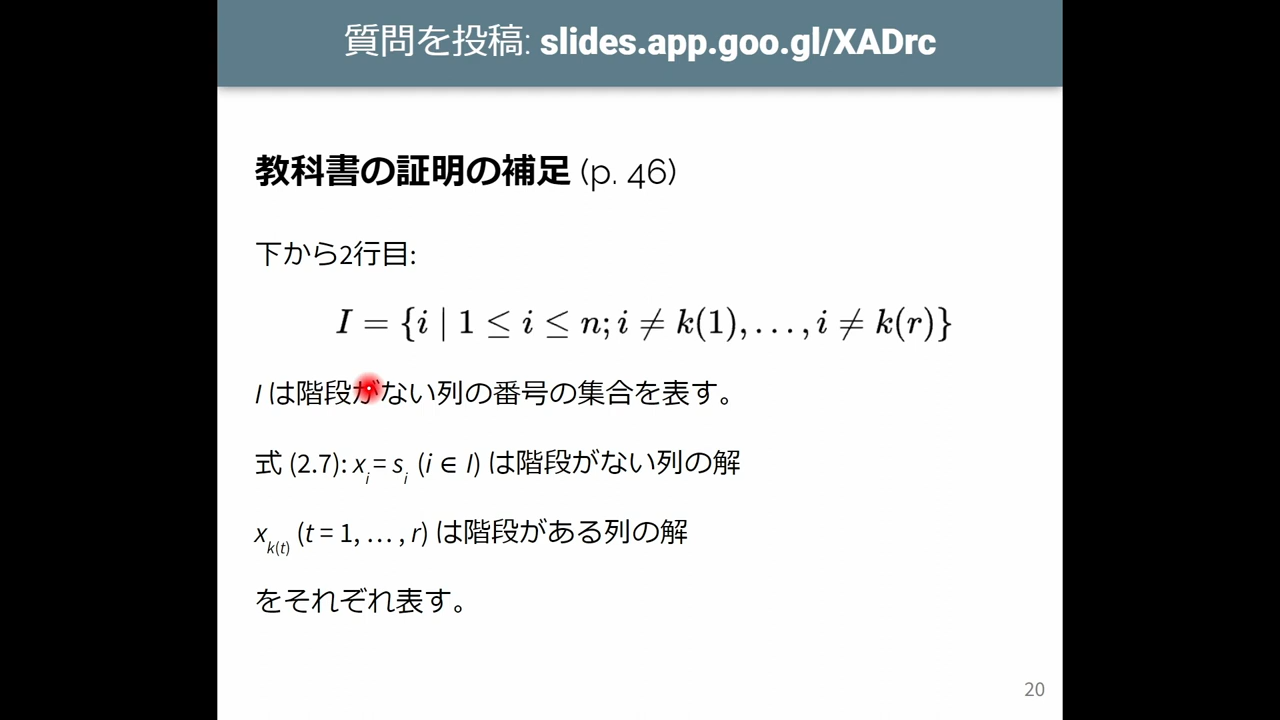 質問を投稿: slides.app.goo.gl/XADrc
教科書の証明の補足 (p. 46)
下から2行目:
I = {i | 1 ≤ i ≤ n; i ≠ k(1), . . . , i ≠ k(r)}
I は階段がない列の番号の集合を表す。
式 (2.7): xᵢ= sᵢ (i ∈ I) は階段がない列の解
x_k(t) (t = 1, … , r) は階段がある列の解
をそれぞれ表す。
20